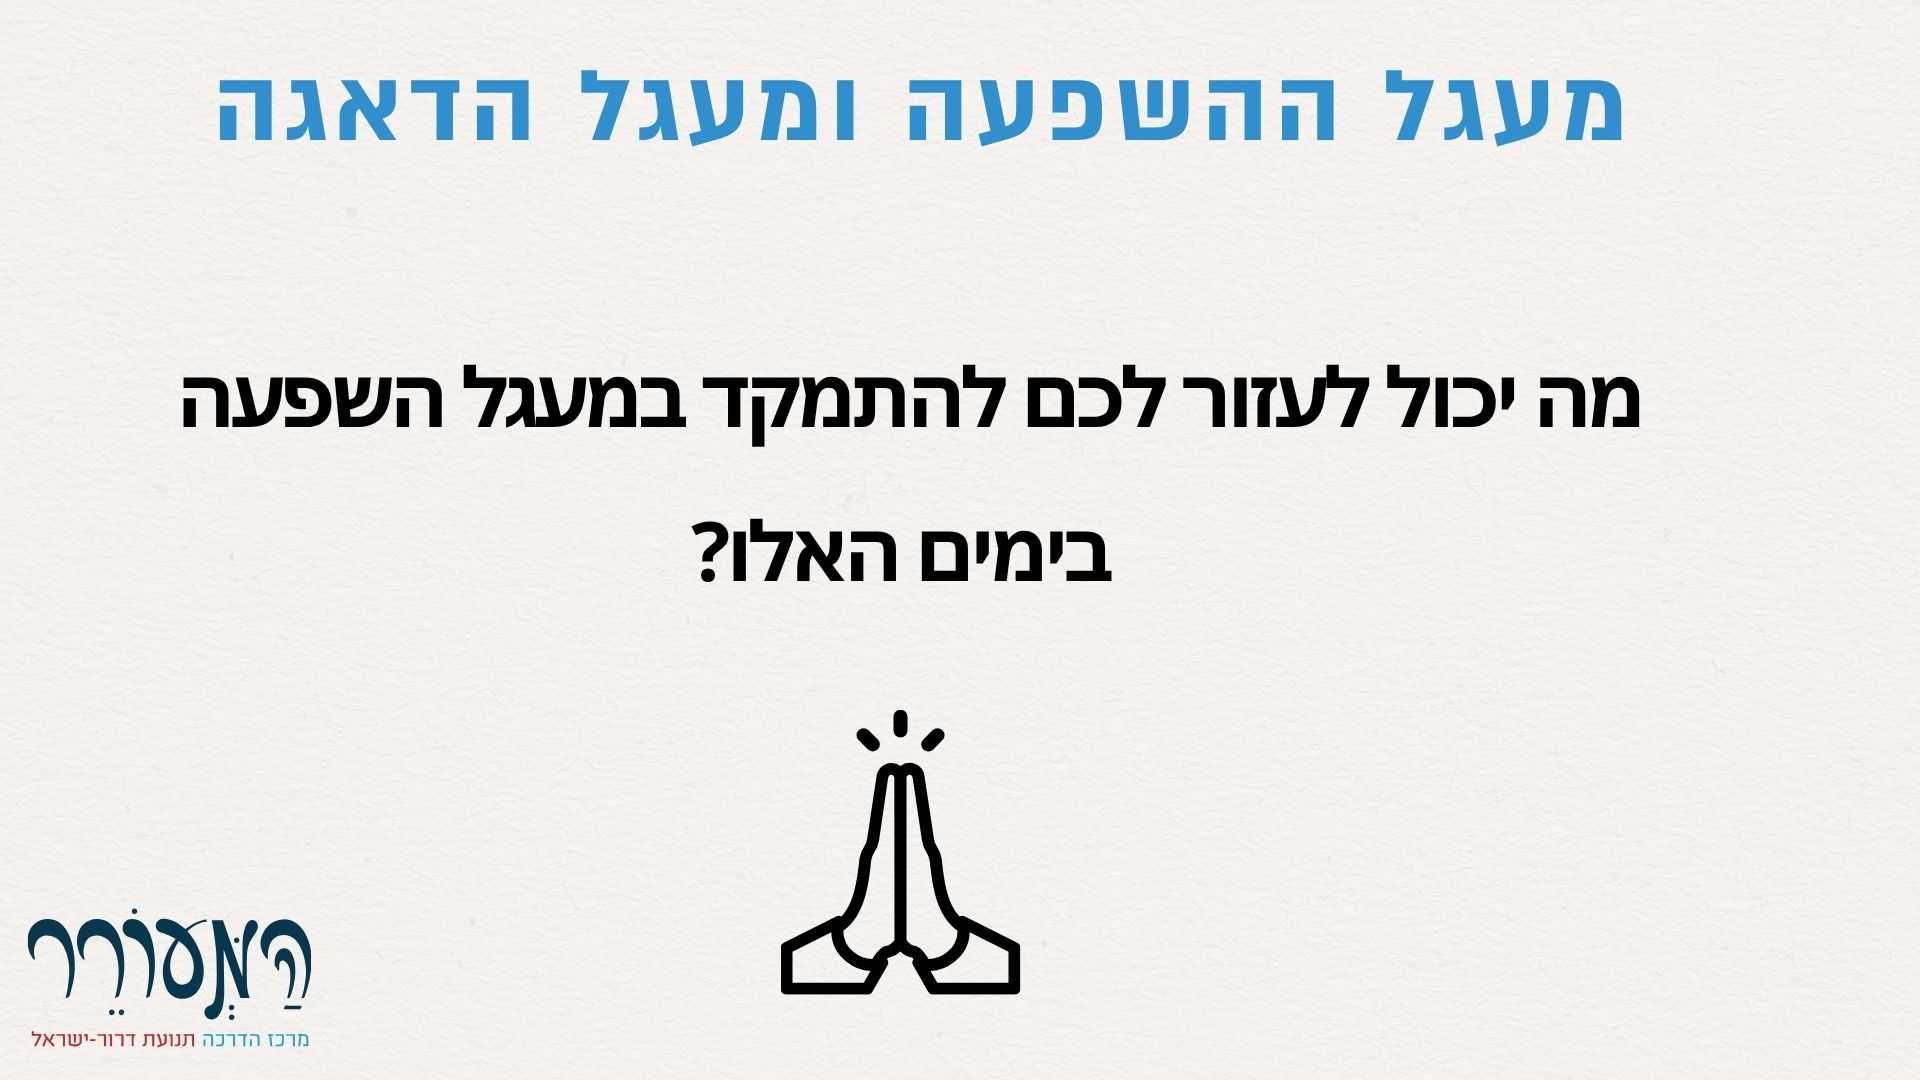 מעגל ההשפעה ומעגל הדאגה
מה יכול לעזור לכם להתמקד במעגל השפעה
בימים האלו?
הַמְּעוֹרֵר
מרכז הדרכה תנועת דרור-ישראל